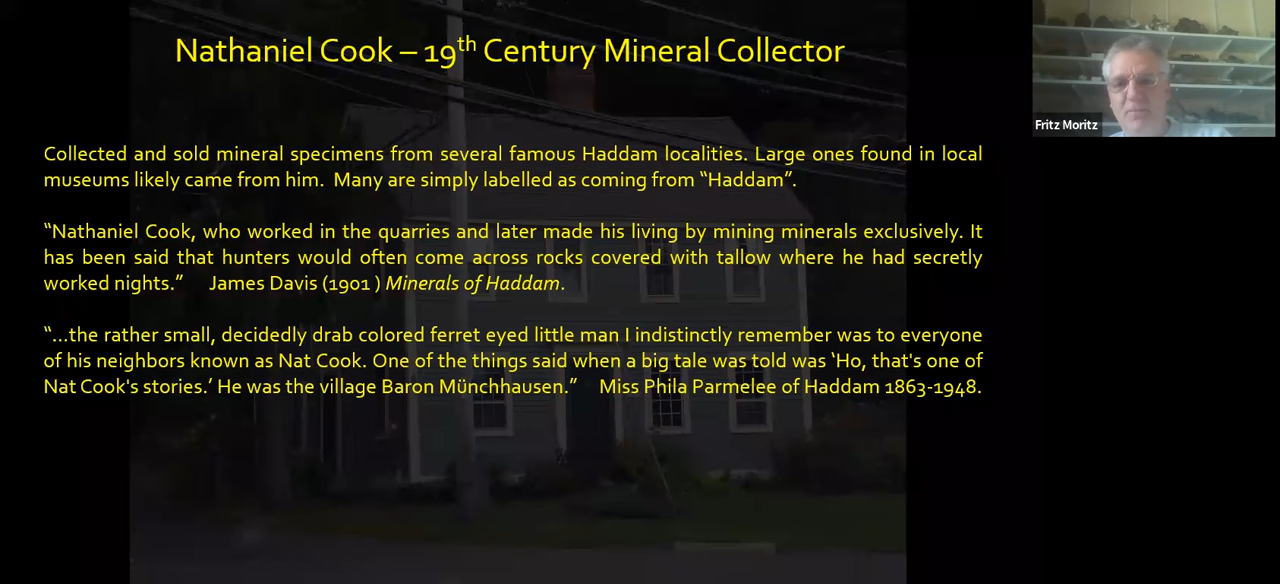 Nathaniel Cook – 19th Century Mineral Collector
Fritz Moritz
Collected and sold mineral specimens from several famous Haddam localities. Large ones found in local
museums likely came from him. Many are simply labelled as coming from “Haddam”.
“Nathaniel Cook, who worked in the quarries and later made his living by mining minerals exclusively. It
has been said that hunters would often come across rocks covered with tallow where he had secretly
worked nights.” James Davis (1901 ) Minerals of Haddam.
“...the rather small, decidedly drab colored ferret eyed little man I indistinctly remember was to everyone
of his neighbors known as Nat Cook. One of the things said when a big tale was told was ‘Ho, that's one of
Nat Cook's stories.’ He was the village Baron Münchhausen.” Miss Phila Parmelee of Haddam 1863-1948.